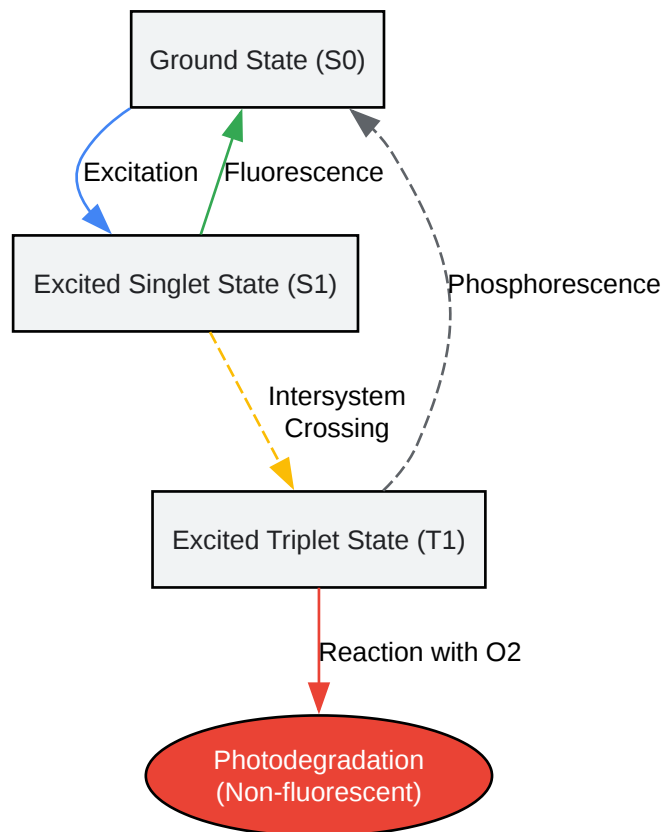 Ground State (S0)
Excitation
Fluorescence
Excited Singlet State (S1)
Phosphorescence
Intersystem
Crossing
Excited Triplet State (T1)
Reaction with O2
Photodegradation
(Non-fluorescent)